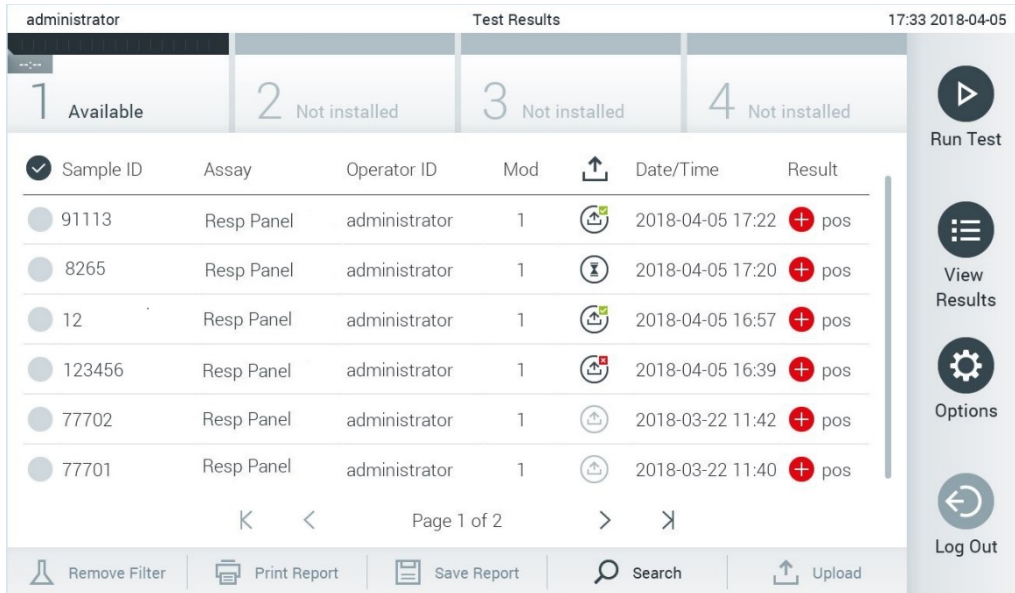 administrator Test Results 17:33 2018-04-05
--:--
1 Available 2 Not installed 3 Not installed 4 Not installed
Run Test
Sample ID Assay Operator ID Mod Date/Time Result
91113 Resp Panel administrator 1 2018-04-05 17:22 pos
8265 Resp Panel administrator 1 2018-04-05 17:20 pos
View
Results
12 Resp Panel administrator 1 2018-04-05 16:57 pos
123456 Resp Panel administrator 1 2018-04-05 16:39 pos
77702 Resp Panel administrator 1 2018-03-22 11:42 pos
Options
77701 Resp Panel administrator 1 2018-03-22 11:40 pos
Page 1 of 2
Log Out
Remove Filter Print Report Save Report Search Upload